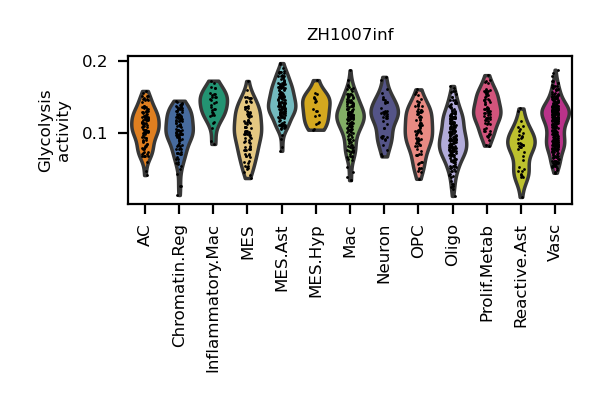 ZH1007inf
Glycolysis
activity
0.2
0.1
AC
Chromatin.Reg
Inflammatory.Mac
MES
MES.Ast
MES.Hyp
Mac
Neuron
OPC
Oligo
Prolif.Metab
Reactive.Ast
Vasc